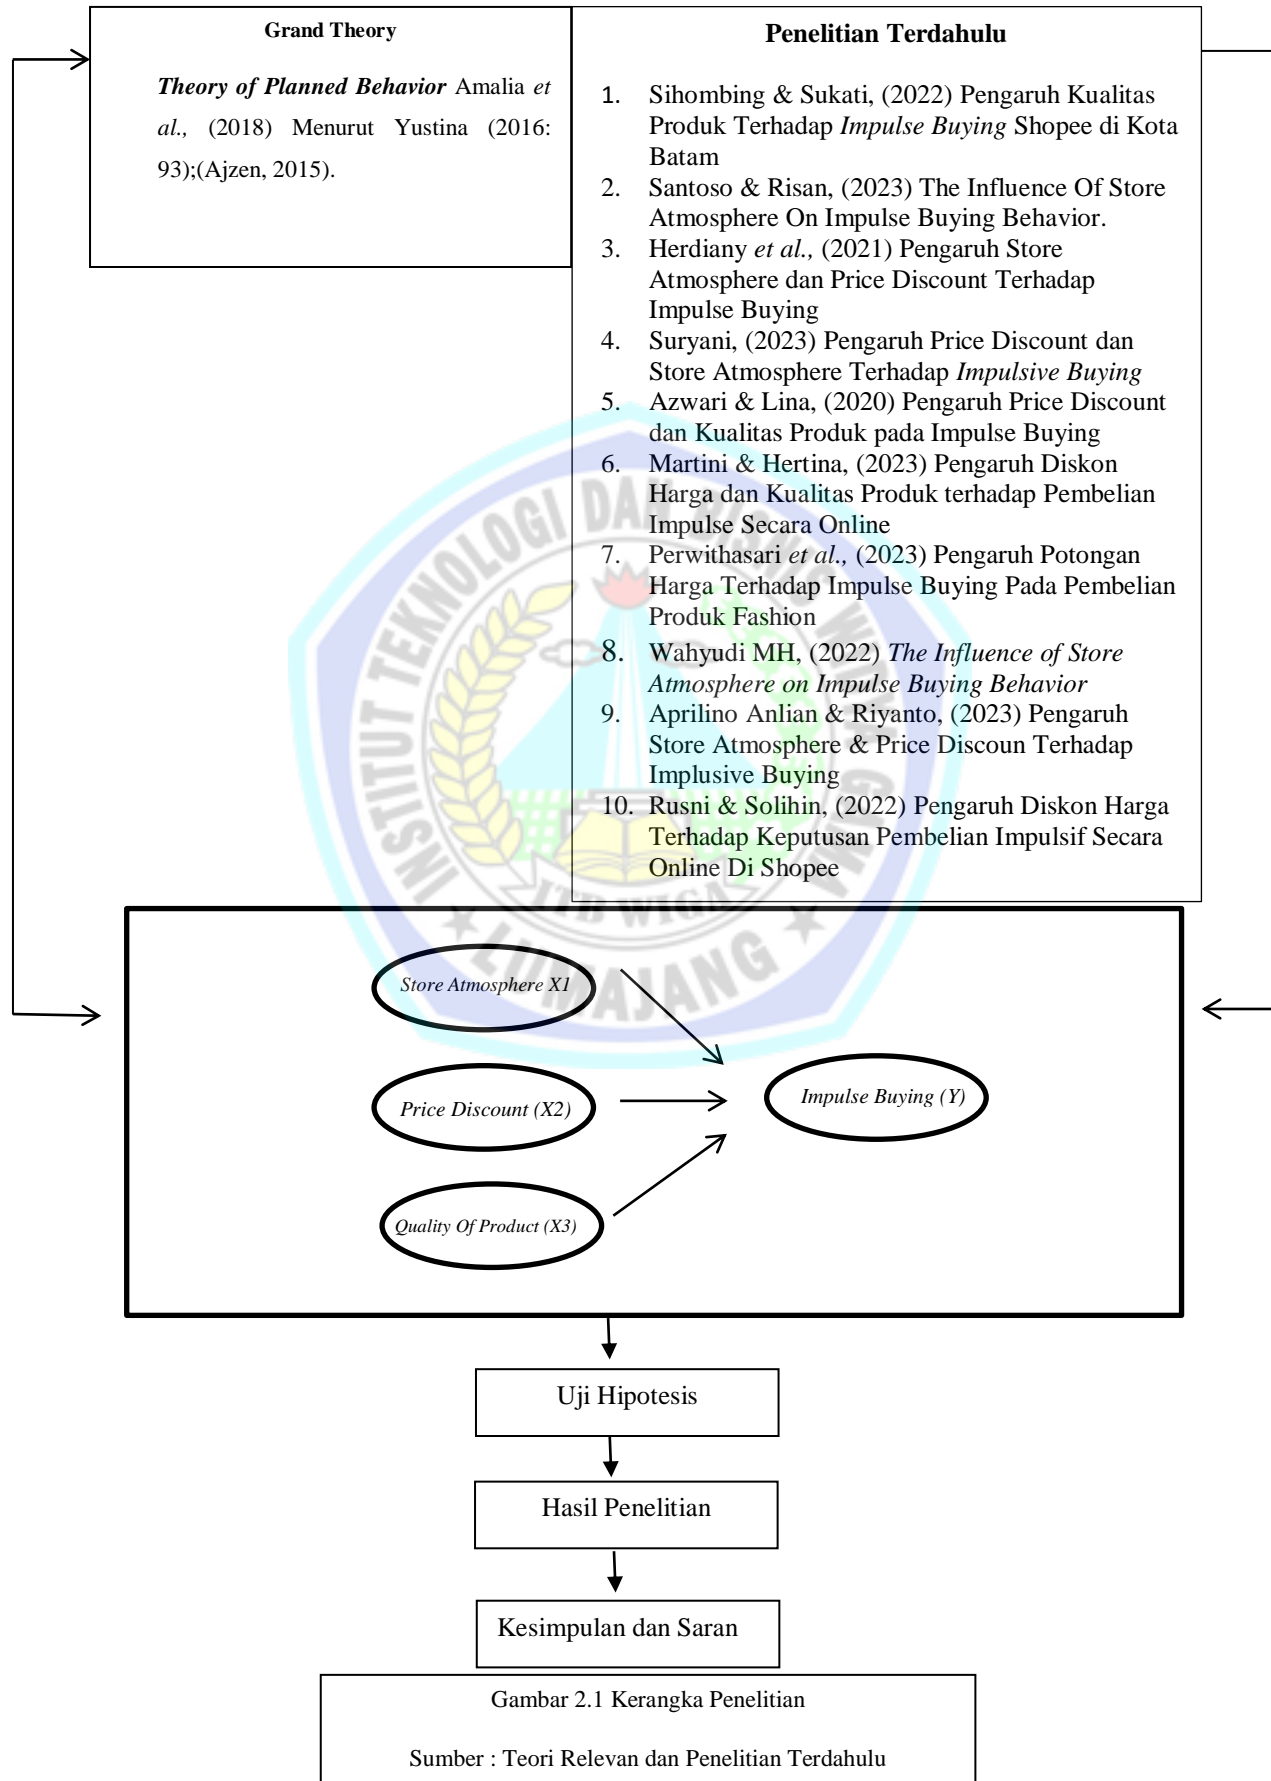 Grand Theory
Theory of Planned Behavior Amalia et
al., (2018) Menurut Yustina (2016:
93);(Ajzen, 2015).
Penelitian Terdahulu
1. Sihombing & Sukati, (2022) Pengaruh Kualitas
Produk Terhadap Impulse Buying Shopee di Kota
Batam
2. Santoso & Risan, (2023) The Influence Of Store
Atmosphere On Impulse Buying Behavior.
3. Herdiany et al., (2021) Pengaruh Store
Atmosphere dan Price Discount Terhadap
Impulse Buying
4. Suryani, (2023) Pengaruh Price Discount dan
Store Atmosphere Terhadap Impulsive Buying
5. Azwari & Lina, (2020) Pengaruh Price Discount
dan Kualitas Produk pada Impulse Buying
6. Martini & Hertina, (2023) Pengaruh Diskon
Harga dan Kualitas Produk terhadap Pembelian
Impulse Secara Online
7. Perwithasari et al., (2023) Pengaruh Potongan
Harga Terhadap Impulse Buying Pada Pembelian
Produk Fashion
8. Wahyudi MH, (2022) The Influence of Store
Atmosphere on Impulse Buying Behavior
9. Aprilino Anlian & Riyanto, (2023) Pengaruh
Store Atmosphere & Price Discoun Terhadap
Implusive Buying
10. Rusni & Solihin, (2022) Pengaruh Diskon Harga
Terhadap Keputusan Pembelian Impulsif Secara
Online Di Shopee
INSTITUT TEKNOLOGI DAN BISNIS WIDYA GAMA
ITB WIGA
LUMAJANG
Store Atmosphere X1
Price Discount (X2)
Quality Of Product (X3)
Impulse Buying (Y)
Uji Hipotesis
Hasil Penelitian
Kesimpulan dan Saran
Gambar 2.1 Kerangka Penelitian
Sumber : Teori Relevan dan Penelitian Terdahulu